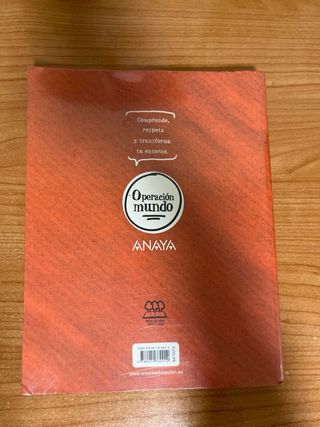 Comprende,
respeta
y transforma
tu entorno.
Operación
mundo
ANAYA
www.anayaeducacion.es